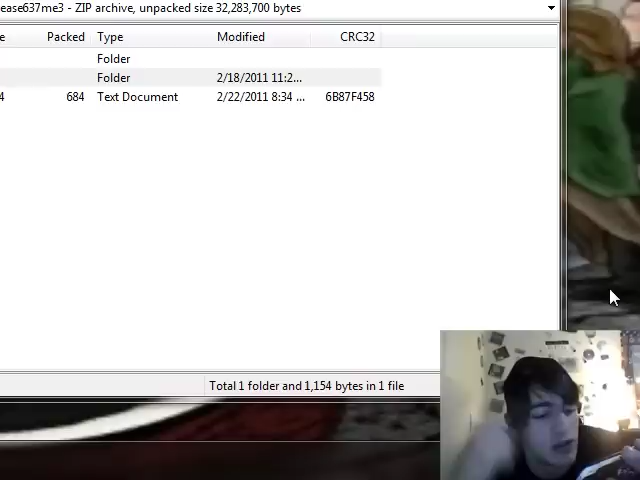 ease637me3 - ZIP archive, unpacked size 32,283,700 bytes
e Packed Type Modified CRC32
Folder
Folder 2/18/2011 11:2...
4 684 Text Document 2/22/2011 8:34 ... 6B87F458
Total 1 folder and 1,154 bytes in 1 file